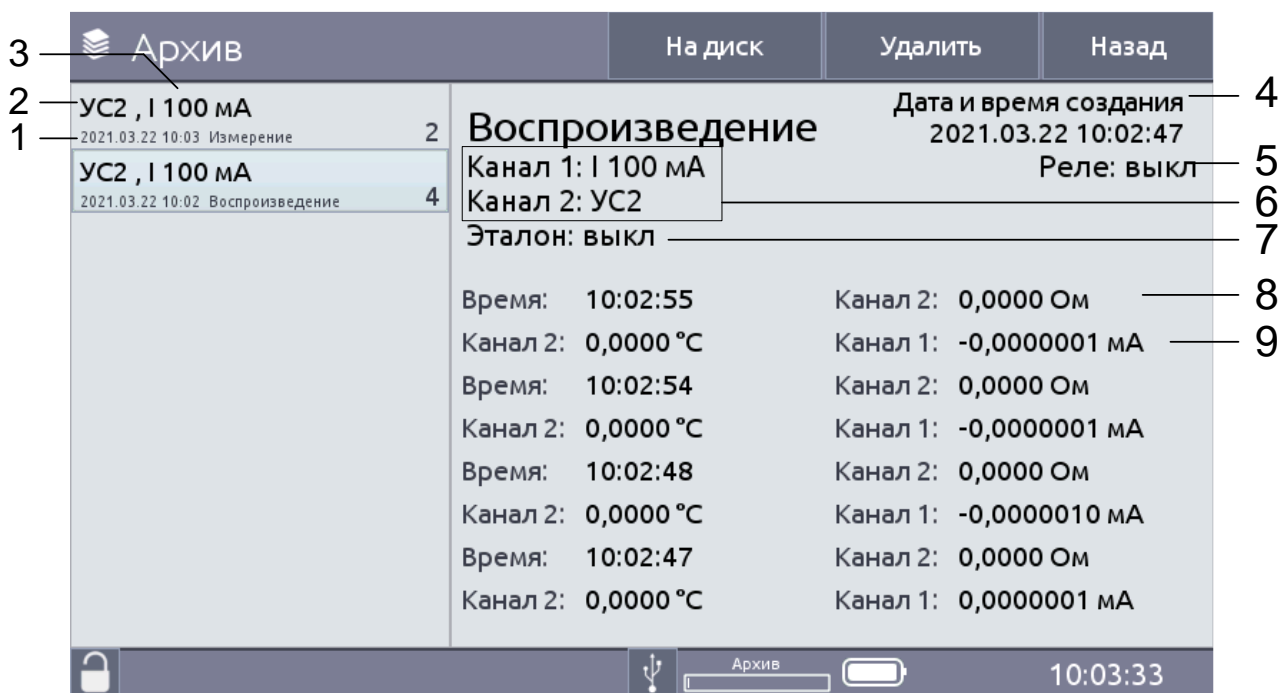 Архив На диск Удалить Назад
3
2 УС2 , I 100 мА
1 2021.03.22 10:03 Измерение 2
УС2 , I 100 мА
2021.03.22 10:02 Воспроизведение 4
Дата и время создания 4
Воспроизведение 2021.03.22 10:02:47
Канал 1: I 100 мА Реле: выкл 5
Канал 2: УС2 6
Эталон: выкл 7
Время: 10:02:55 Канал 2: 0,0000 Ом 8
Канал 2: 0,0000 °C Канал 1: -0,0000001 мА 9
Время: 10:02:54 Канал 2: 0,0000 Ом
Канал 2: 0,0000 °C Канал 1: -0,0000001 мА
Время: 10:02:48 Канал 2: 0,0000 Ом
Канал 2: 0,0000 °C Канал 1: -0,0000010 мА
Время: 10:02:47 Канал 2: 0,0000 Ом
Канал 2: 0,0000 °C Канал 1: 0,0000001 мА
Архив 10:03:33